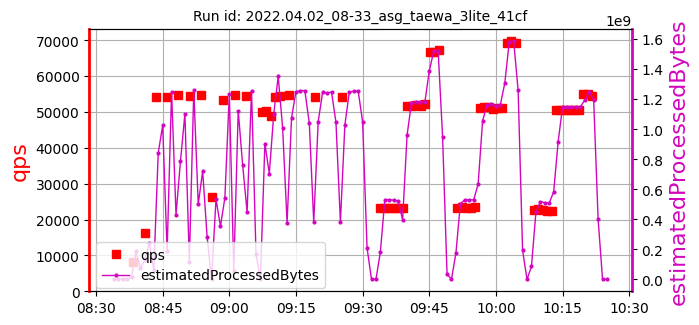 Run id: 2022.04.02_08-33_asg_taewa_3lite_41cf
1e9
70000
60000
50000
40000
30000
20000
10000
0
qps
1.6
1.4
1.2
1.0
0.8
0.6
0.4
0.2
0.0
estimatedProcessedBytes
qps
estimatedProcessedBytes
08:30 08:45 09:00 09:15 09:30 09:45 10:00 10:15 10:30